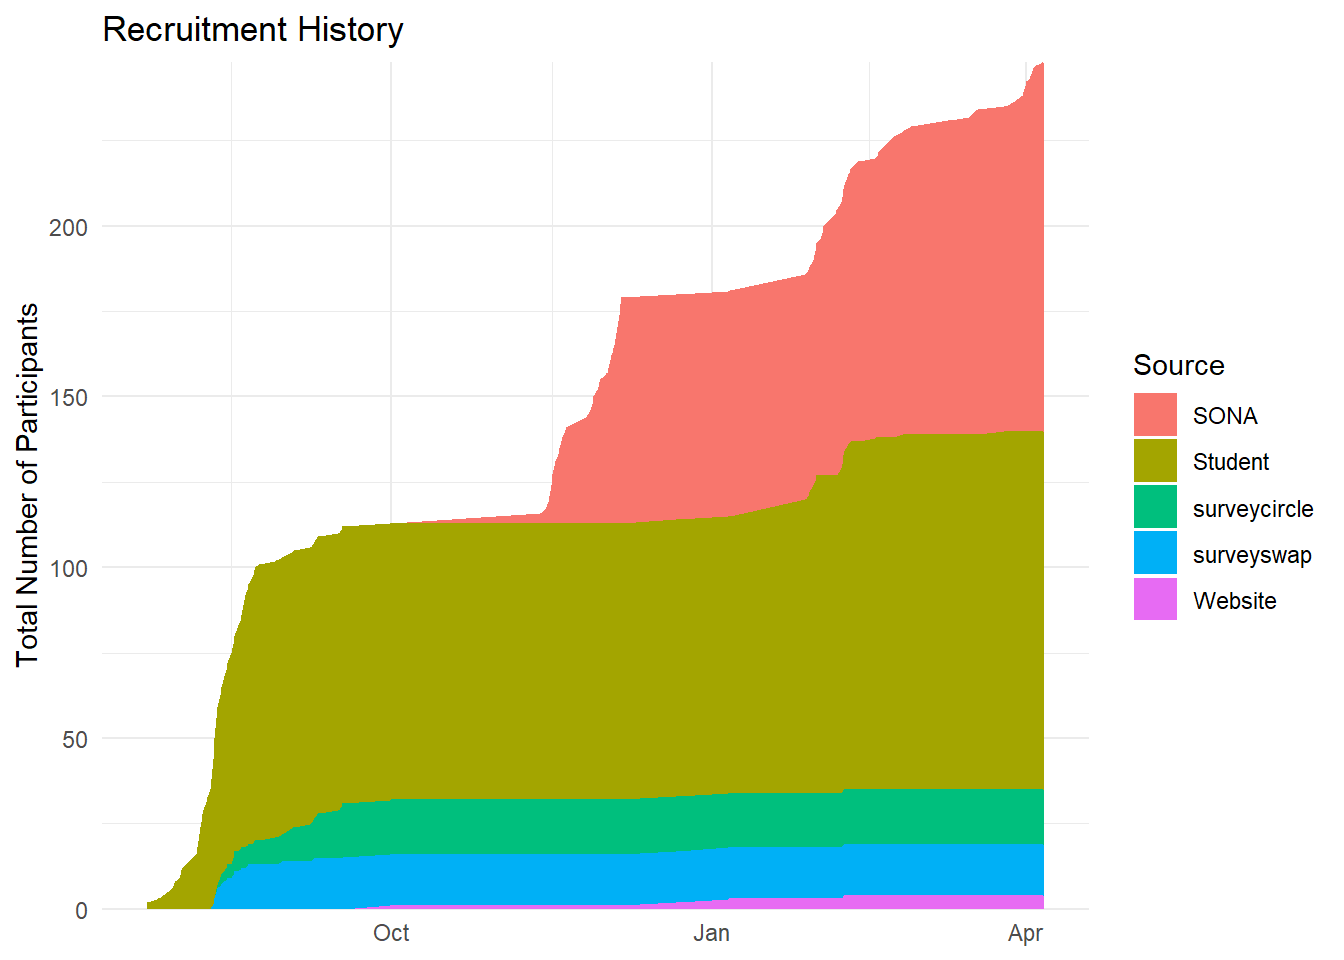 Recruitment History
Total Number of Participants
200
150
100
50
0
Oct
Jan
Apr
Source
SONA
Student
surveycircle
surveyswap
Website